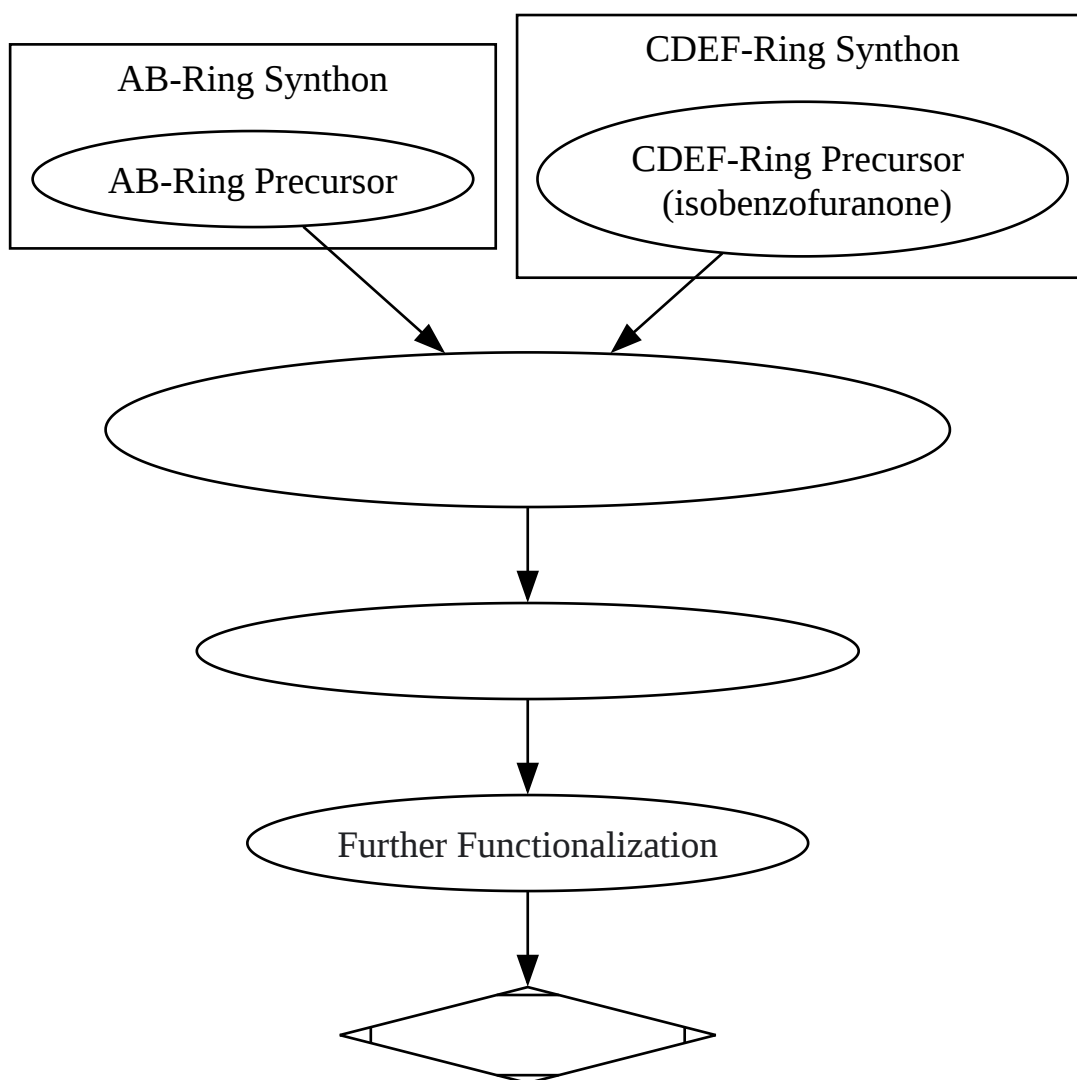 AB-Ring Synthon
AB-Ring Precursor
CDEF-Ring Synthon
CDEF-Ring Precursor
(isobenzofuranone)
Further Functionalization